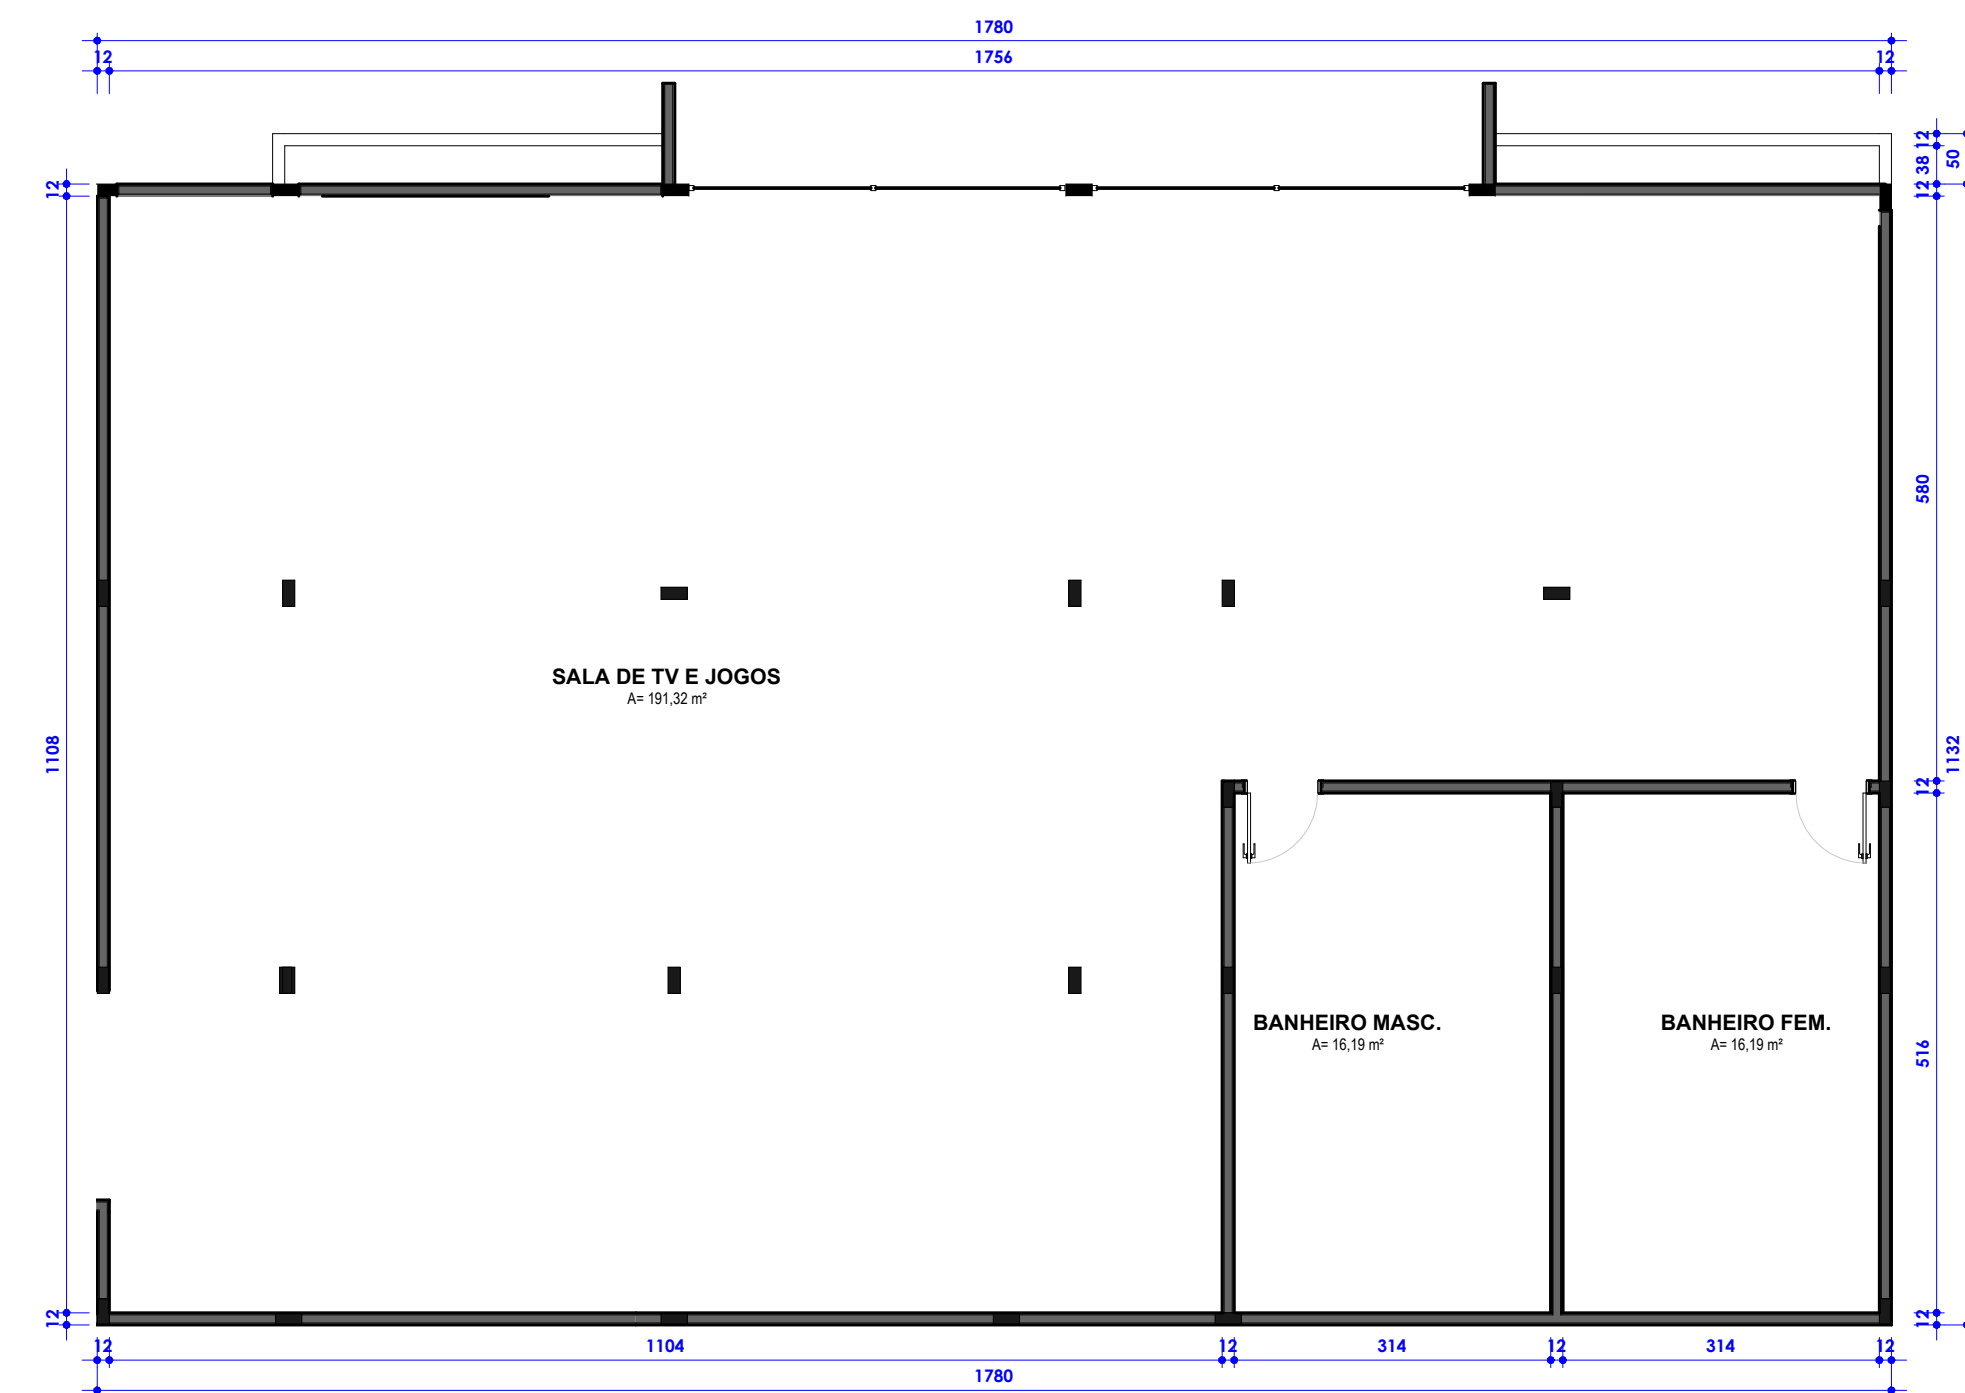 1780
12 1756 12
12
38
50
12
12
580
SALA DE TV E JOGOS
A= 191,32 m²
1108
1132
12
BANHEIRO MASC.
A= 16,19 m²
BANHEIRO FEM.
A= 16,19 m²
516
12
12
12 1104 12 314 12 314 12
1780